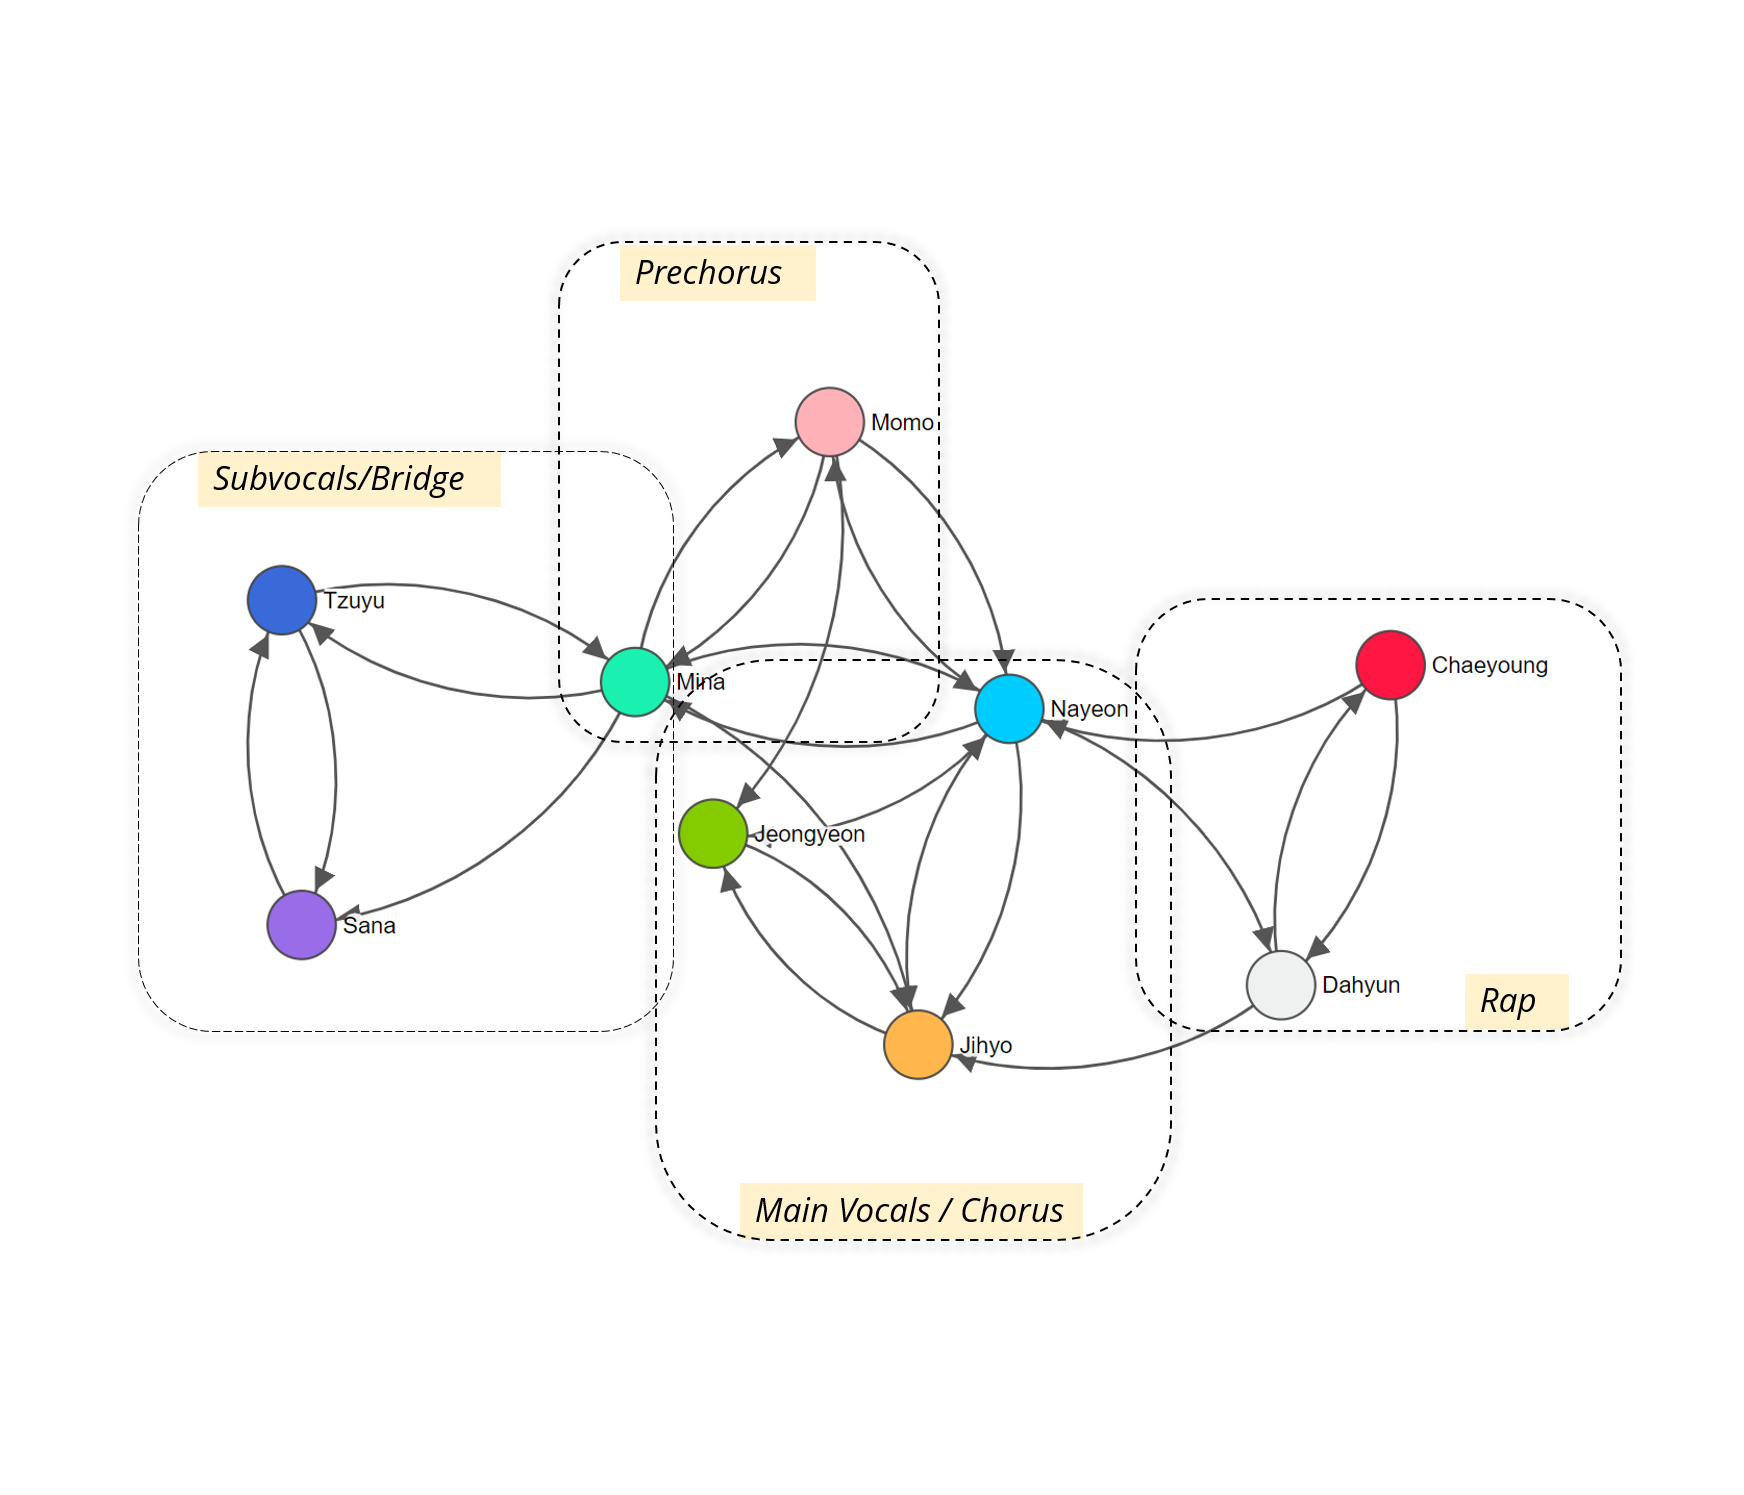 Prechorus
Momo
Subvocals/Bridge
Tzuyu
Mina
Nayeon
Chaeyoung
Jeongyeon
Sana
Jihyo
Dahyun
Rap
Main Vocals / Chorus